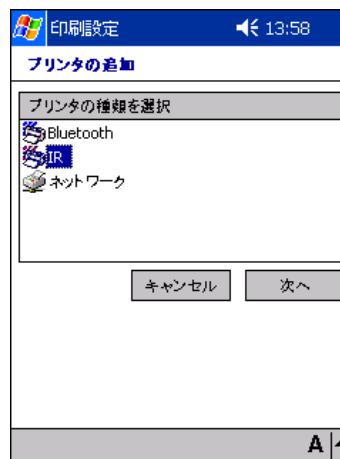 印刷設定 13:58
プリンタの追加
プリンタの種類を選択
Bluetooth
IR
ネットワーク
キャンセル 次へ
A